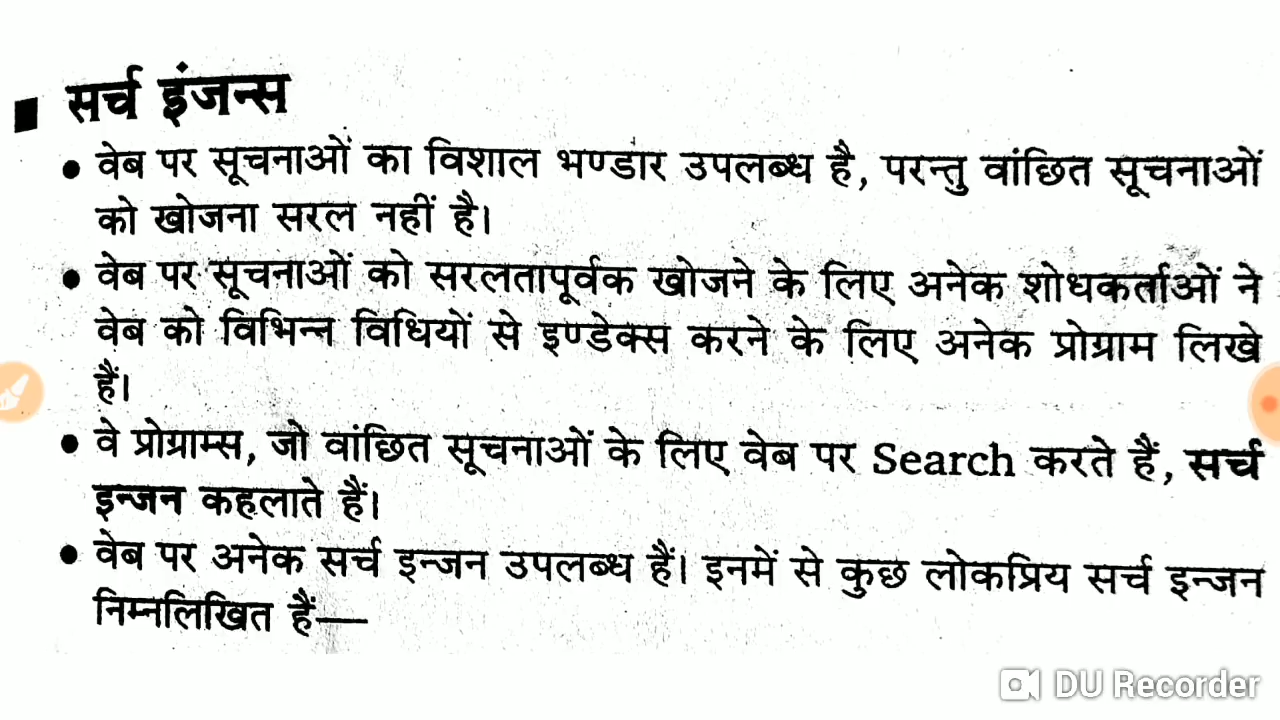 ■ सर्च इंजन्स
• वेब पर सूचनाओं का विशाल भण्डार उपलब्ध है, परन्तु वांछित सूचनाओं
को खोजना सरल नहीं है।
• वेब पर सूचनाओं को सरलतापूर्वक खोजने के लिए अनेक शोधकर्ताओं ने
वेब को विभिन्न विधियों से इण्डेक्स करने के लिए अनेक प्रोग्राम लिखे
हैं।
• वे प्रोग्राम्स, जो वांछित सूचनाओं के लिए वेब पर Search करते हैं, सर्च
इन्जन कहलाते हैं।
• वेब पर अनेक सर्च इन्जन उपलब्ध हैं। इनमें से कुछ लोकप्रिय सर्च इन्जन
निम्नलिखित हैं—
DU Recorder